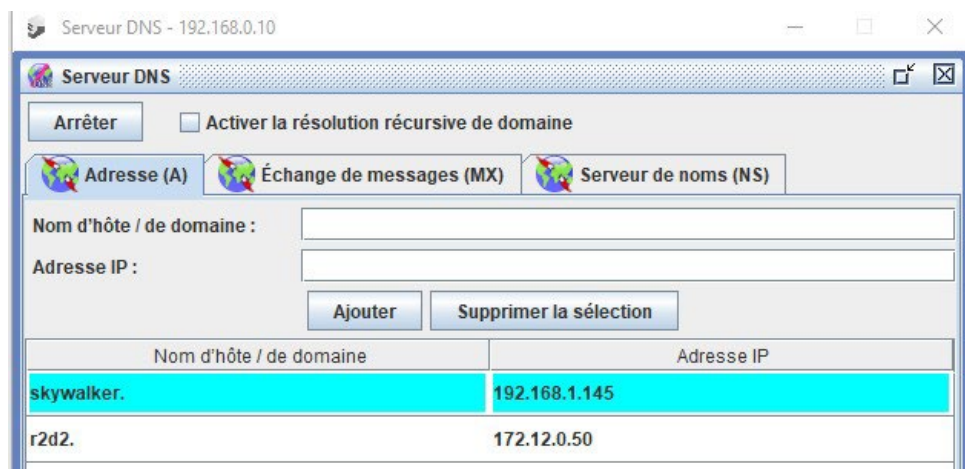 Serveur DNS - 192.168.0.10
Serveur DNS
Arrêter Activer la résolution récursive de domaine
Adresse (A) Échange de messages (MX) Serveur de noms (NS)
Nom d'hôte / de domaine :
Adresse IP :
Ajouter Supprimer la sélection
Nom d'hôte / de domaine Adresse IP
skywalker. 192.168.1.145
r2d2. 172.12.0.50